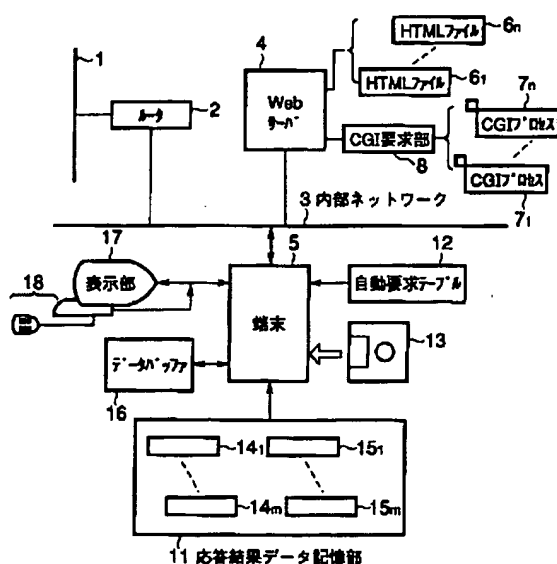 HTMLファイル 6n
4
1
HTMLファイル 61
2
ルータ
Web
サーバ
7n
CGIプロセス
CGI要求部
8
CGIプロセス
71
3 内部ネットワーク
17
5
12
表示部
自動要求テーブル
18
端末
13
データバッファ
16
141 151
14m 15m
11 応答結果データ記憶部